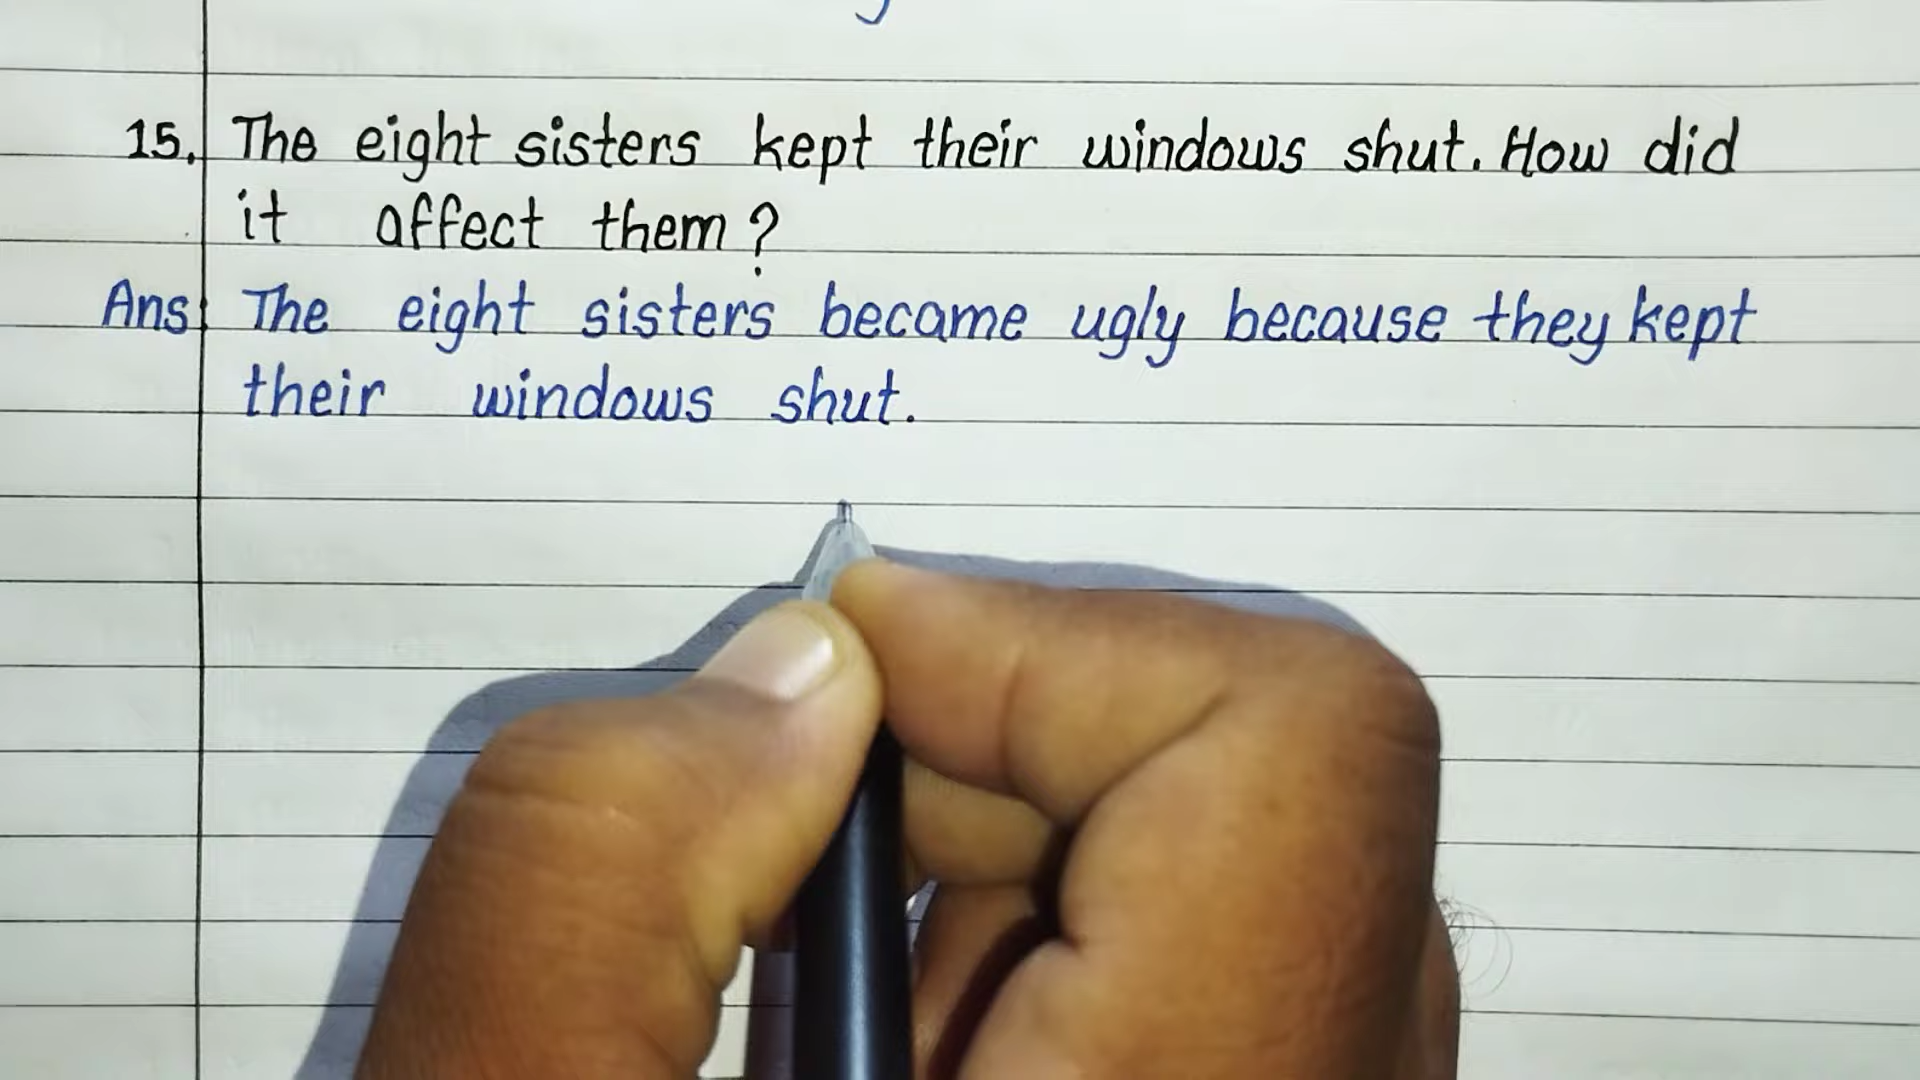 15. The eight sisters kept their windows shut. How did
it affect them?
Ans The eight sisters became ugly because they kept
their windows shut.